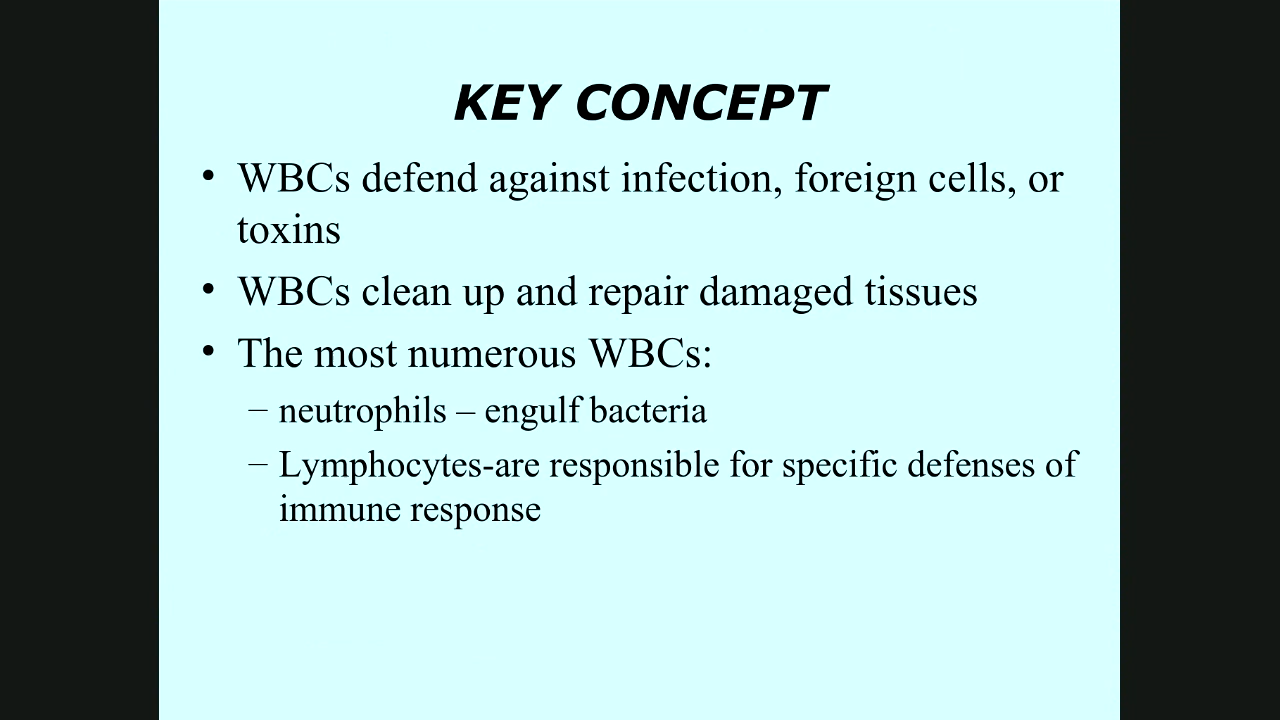 KEY CONCEPT
• WBCs defend against infection, foreign cells, or
toxins
• WBCs clean up and repair damaged tissues
• The most numerous WBCs:
– neutrophils – engulf bacteria
– Lymphocytes-are responsible for specific defenses of
immune response